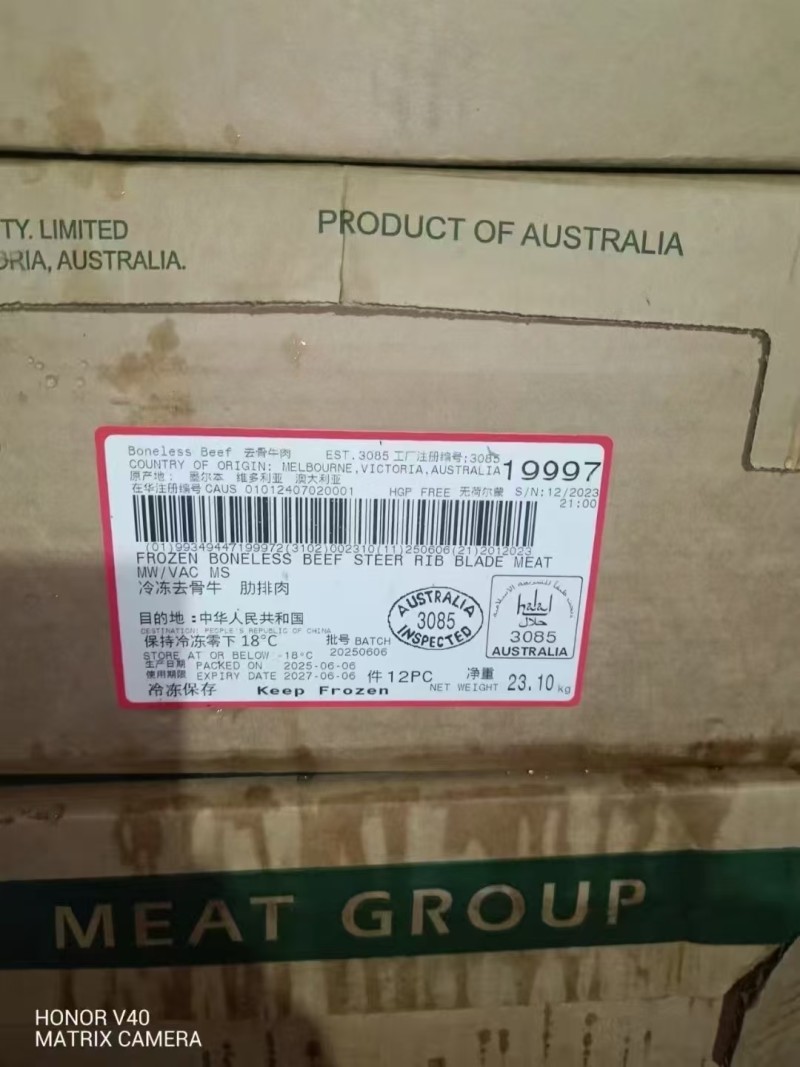 TY. LIMITED
ORIA, AUSTRALIA.
PRODUCT OF AUSTRALIA
Boneless Beef 去骨牛肉 EST. 3085 工厂注册编号:3085
COUNTRY OF ORIGIN: MELBOURNE,VICTORIA,AUSTRALIA 19997
原产地: 墨尔本 维多利亚 澳大利亚
在华注册编号 CAUS 01012407020001 HGP FREE 无荷尔蒙 S/N:12/2023
21:00
(01)99349447199972(3102)002310(11)250606(21)2012023
FROZEN BONELESS BEEF STEER RIB BLADE MEAT
MW/VAC MS
冷冻去骨牛 肋排肉
目的地:中华人民共和国
DESTINATION: PEOPLE'S REPUBLIC OF CHINA
保持冷冻零下 18°C 批号 BATCH
STORE AT OR BELOW -18°C 20250606
生产日期 PACKED ON 2025-06-06
使用期限 EXPIRY DATE 2027-06-06 件 12PC 净重
NET WEIGHT 23.10 kg
冷冻保存 Keep Frozen
AUSTRALIA
3085
INSPECTED
halal
حلال
3085
AUSTRALIA
MEAT GROUP
HONOR V40
MATRIX CAMERA